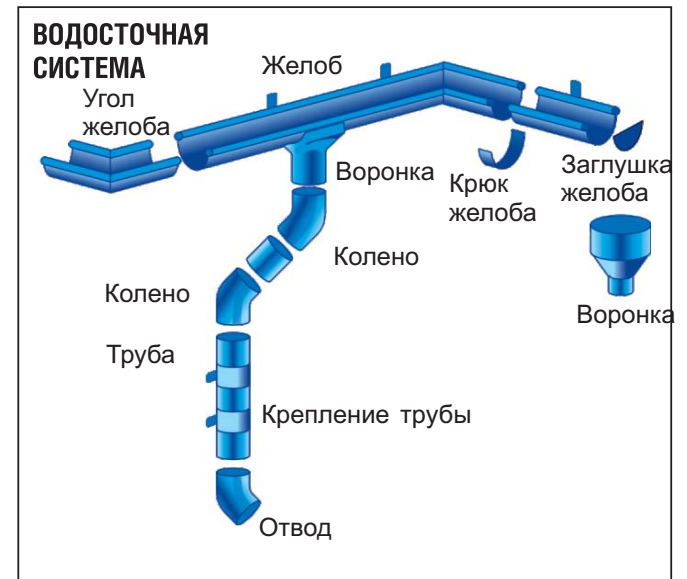 ВОДОСТОЧНАЯ
СИСТЕМА
Желоб
Угол
желоба
Воронка
Крюк
желоба
Заглушка
желоба
Колено
Колено
Воронка
Труба
Крепление трубы
Отвод